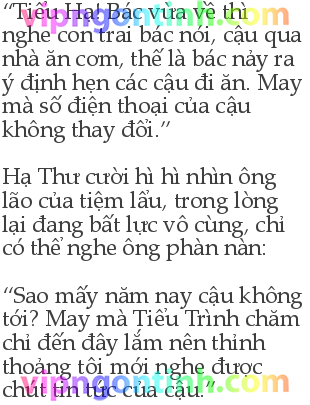 “Tiểu Hạ! Bác vừa về thì
nghe con trai bác nói, cậu qua
nhà ăn cơm, thế là bác nảy ra
ý định hẹn các cậu đi ăn. May
mà số điện thoại của cậu
không thay đổi.”
Hạ Thư cười hì hì nhìn ông
lão của tiệm lẩu, trong lòng
lại đang bất lực vô cùng, chỉ
có thể nghe ông phàn nàn:
“Sao mấy năm nay cậu không
tới? May mà Tiểu Trình chăm
chỉ đến đây lắm nên thỉnh
thoảng tôi mới nghe được
chút tin tức của cậu.”
vipngontinh.com
vipngontinh.com